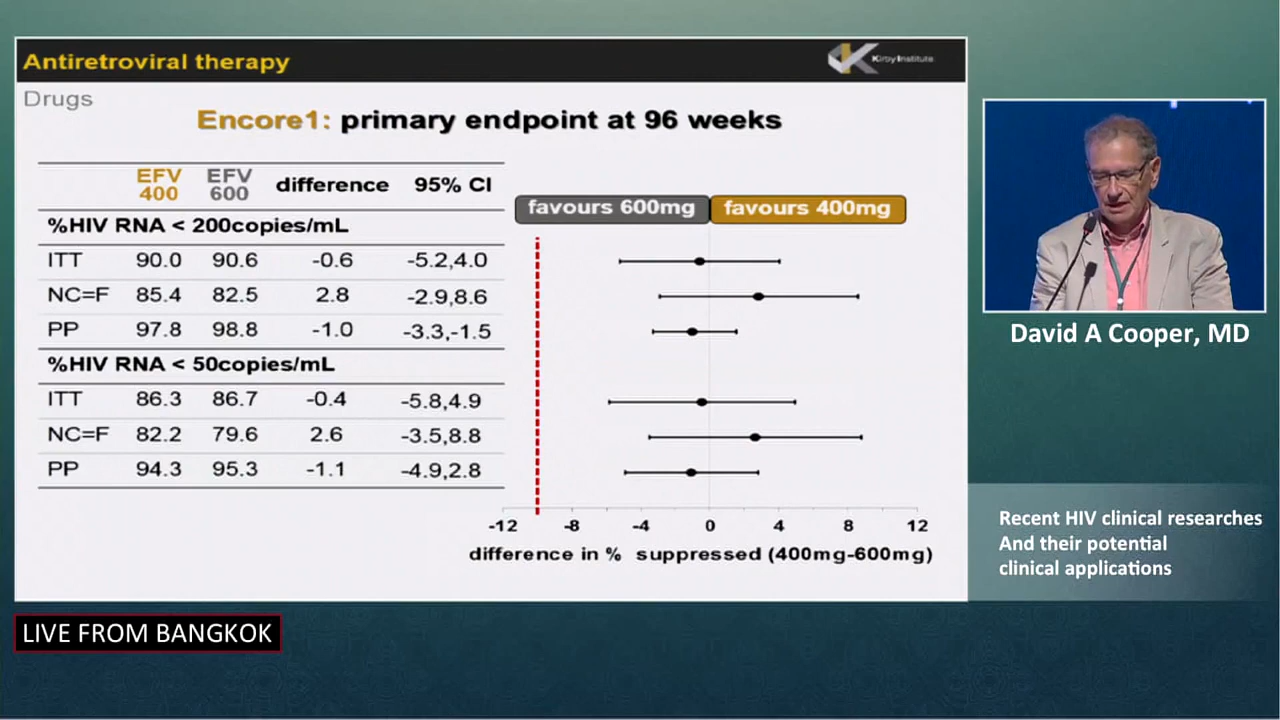 Antiretroviral therapy
Kirby Institute
Drugs
Encore1: primary endpoint at 96 weeks
EFV 400 EFV 600 difference 95% CI
favours 600mg favours 400mg
%HIV RNA < 200copies/mL
ITT 90.0 90.6 -0.6 -5.2,4.0
NC=F 85.4 82.5 2.8 -2.9,8.6
PP 97.8 98.8 -1.0 -3.3,-1.5
%HIV RNA < 50copies/mL
ITT 86.3 86.7 -0.4 -5.8,4.9
NC=F 82.2 79.6 2.6 -3.5,8.8
PP 94.3 95.3 -1.1 -4.9,2.8
-12 -8 -4 0 4 8 12
difference in % suppressed (400mg-600mg)
David A Cooper, MD
Recent HIV clinical researches
And their potential
clinical applications
LIVE FROM BANGKOK